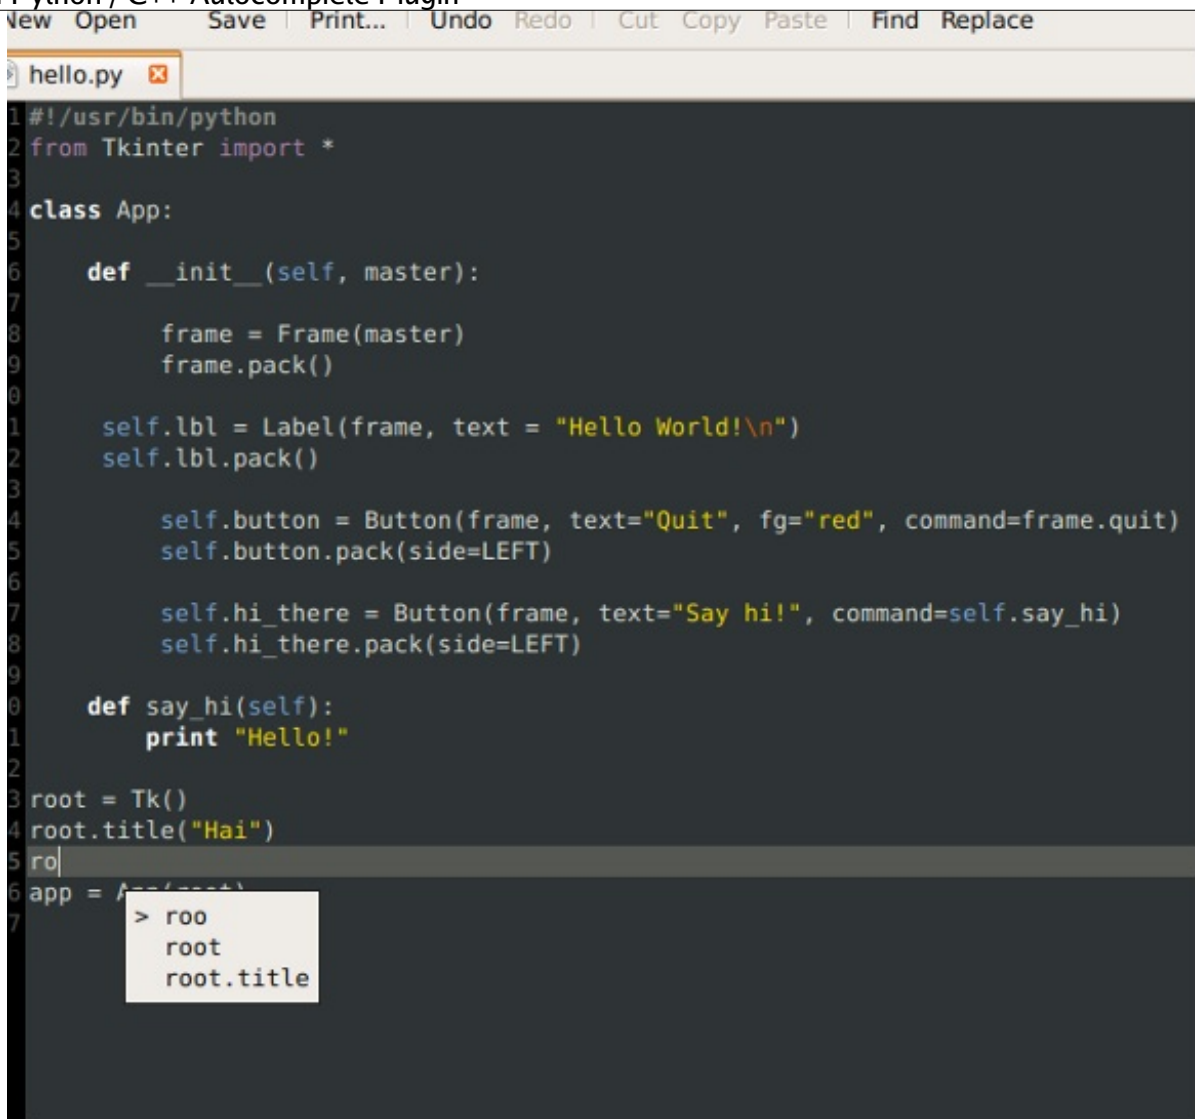 Python / C++ Autocomplete Plugin
New Open Save Print... Undo Redo Cut Copy Paste Find Replace
hello.py
1 #!/usr/bin/python
2 from Tkinter import *
3
4 class App:
5
6     def __init__(self, master):
7
8          frame = Frame(master)
9          frame.pack()
0
1     self.lbl = Label(frame, text = "Hello World!\n")
2     self.lbl.pack()
3
4         self.button = Button(frame, text="Quit", fg="red", command=frame.quit)
5         self.button.pack(side=LEFT)
6
7         self.hi_there = Button(frame, text="Say hi!", command=self.say_hi)
8         self.hi_there.pack(side=LEFT)
9
0     def say_hi(self):
1         print "Hello!"
2
3 root = Tk()
4 root.title("Hai")
5 ro
6 app = App(root)
7
> roo
root
root.title